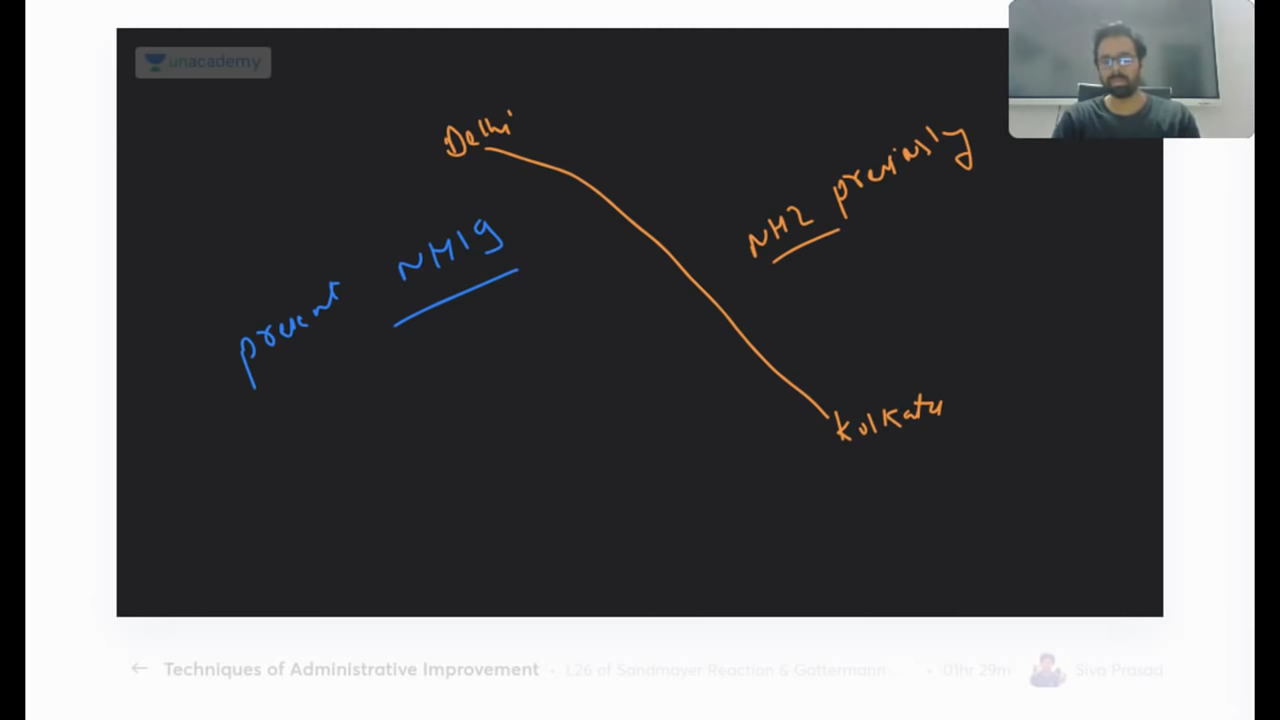 unacademy
Delhi
NH2 previously
present NH19
Kolkata
← Techniques of Administrative Improvement • L26 of Sandmayer Reaction & Gattermann... • 01hr 29m Siva Prasad